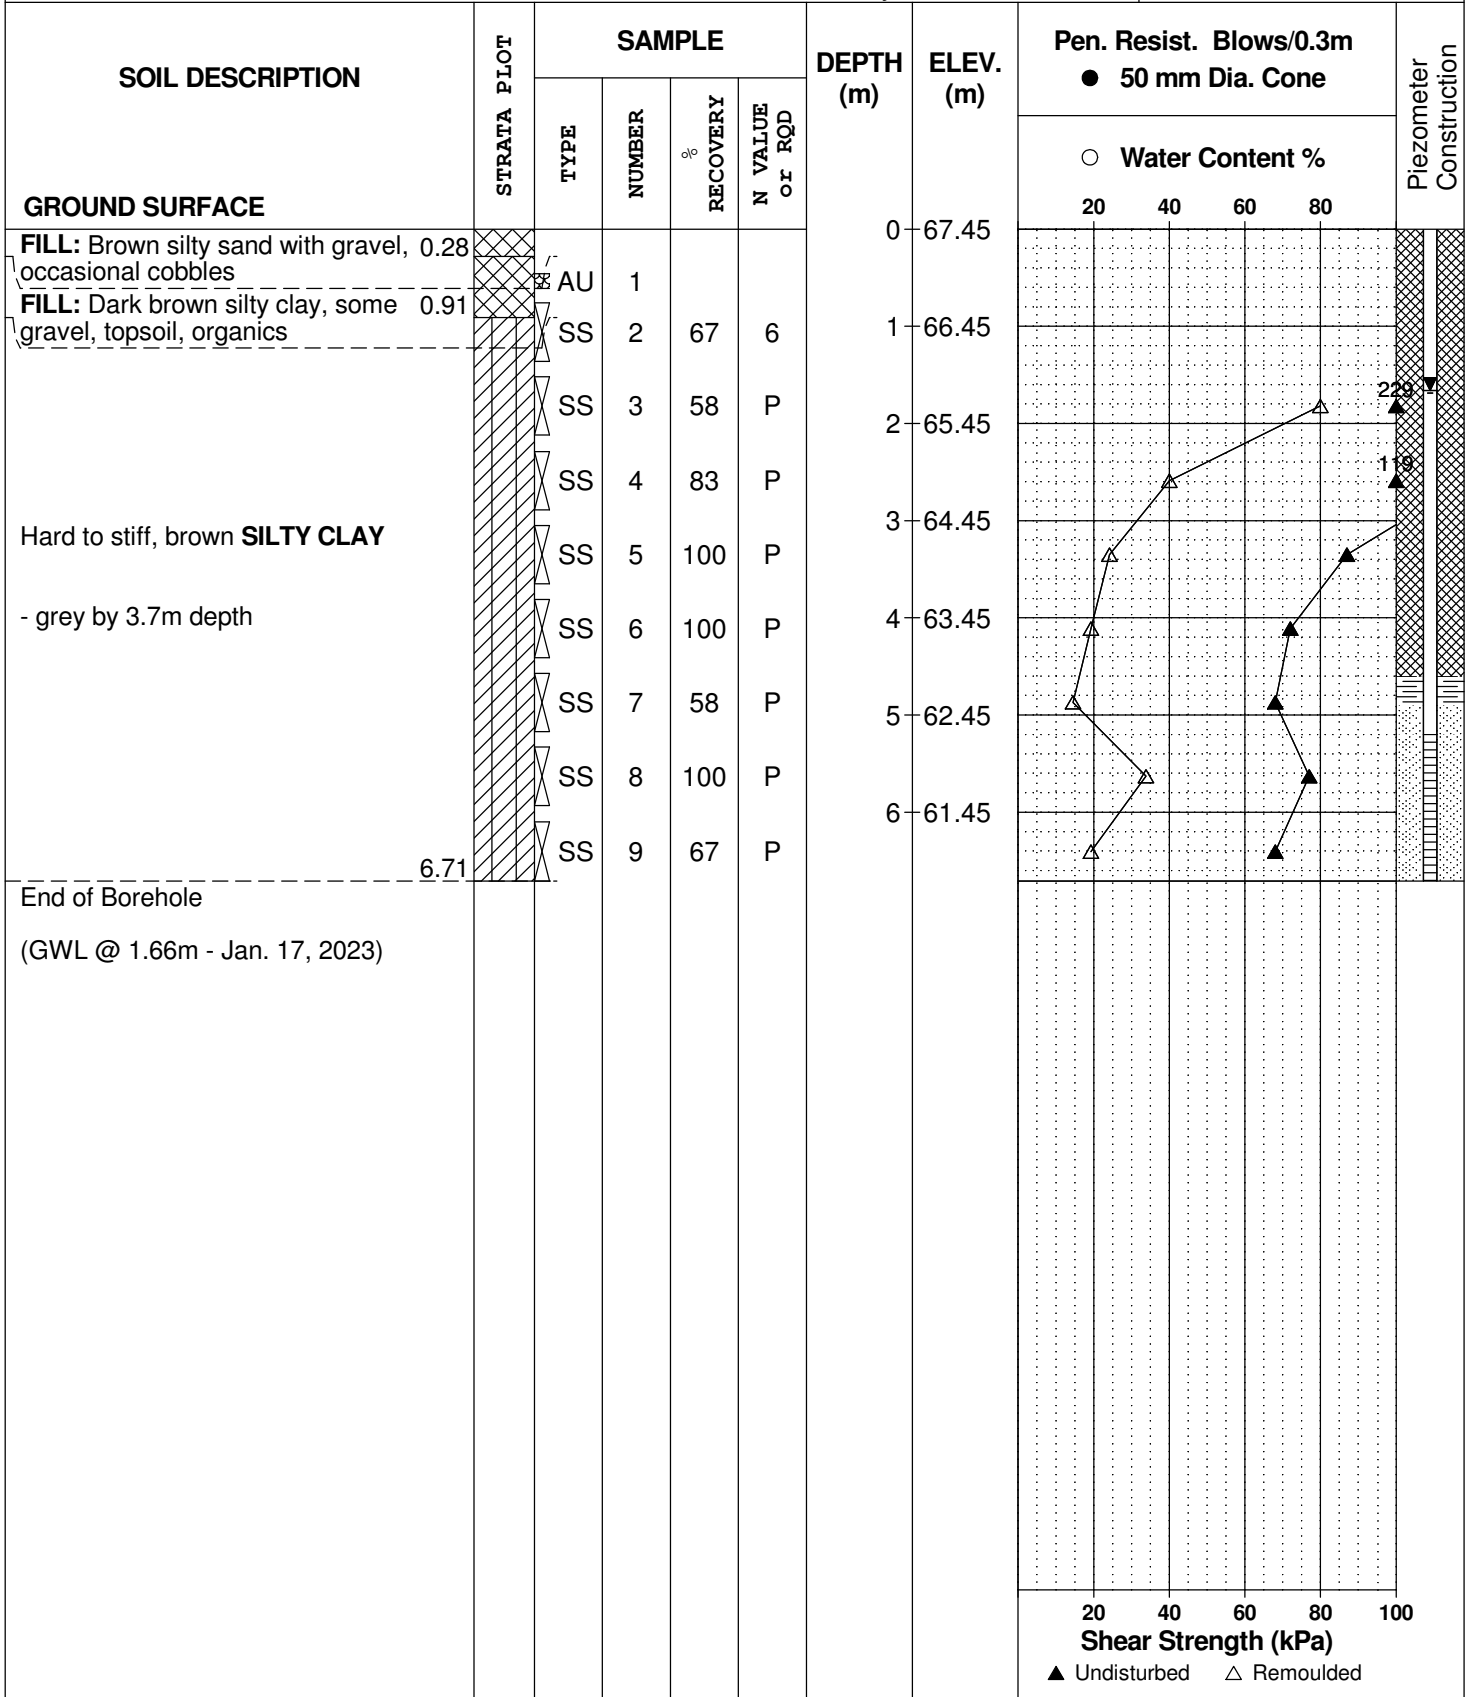 SOIL DESCRIPTION
GROUND SURFACE
STRATA PLOT
SAMPLE
TYPE
NUMBER
% RECOVERY
N VALUE
or RQD
DEPTH
(m)
ELEV.
(m)
Pen. Resist. Blows/0.3m
● 50 mm Dia. Cone
○ Water Content %
20 40 60 80
Piezometer
Construction
0 67.45
FILL: Brown silty sand with gravel, 0.28
occasional cobbles
AU 1
FILL: Dark brown silty clay, some 0.91
gravel, topsoil, organics
SS 2 67 6
1 66.45
229
SS 3 58 P
2 65.45
119
SS 4 83 P
3 64.45
Hard to stiff, brown SILTY CLAY
SS 5 100 P
- grey by 3.7m depth
4 63.45
SS 6 100 P
SS 7 58 P
5 62.45
SS 8 100 P
6 61.45
SS 9 67 P
6.71
End of Borehole
(GWL @ 1.66m - Jan. 17, 2023)
20 40 60 80 100
Shear Strength (kPa)
▲ Undisturbed △ Remoulded